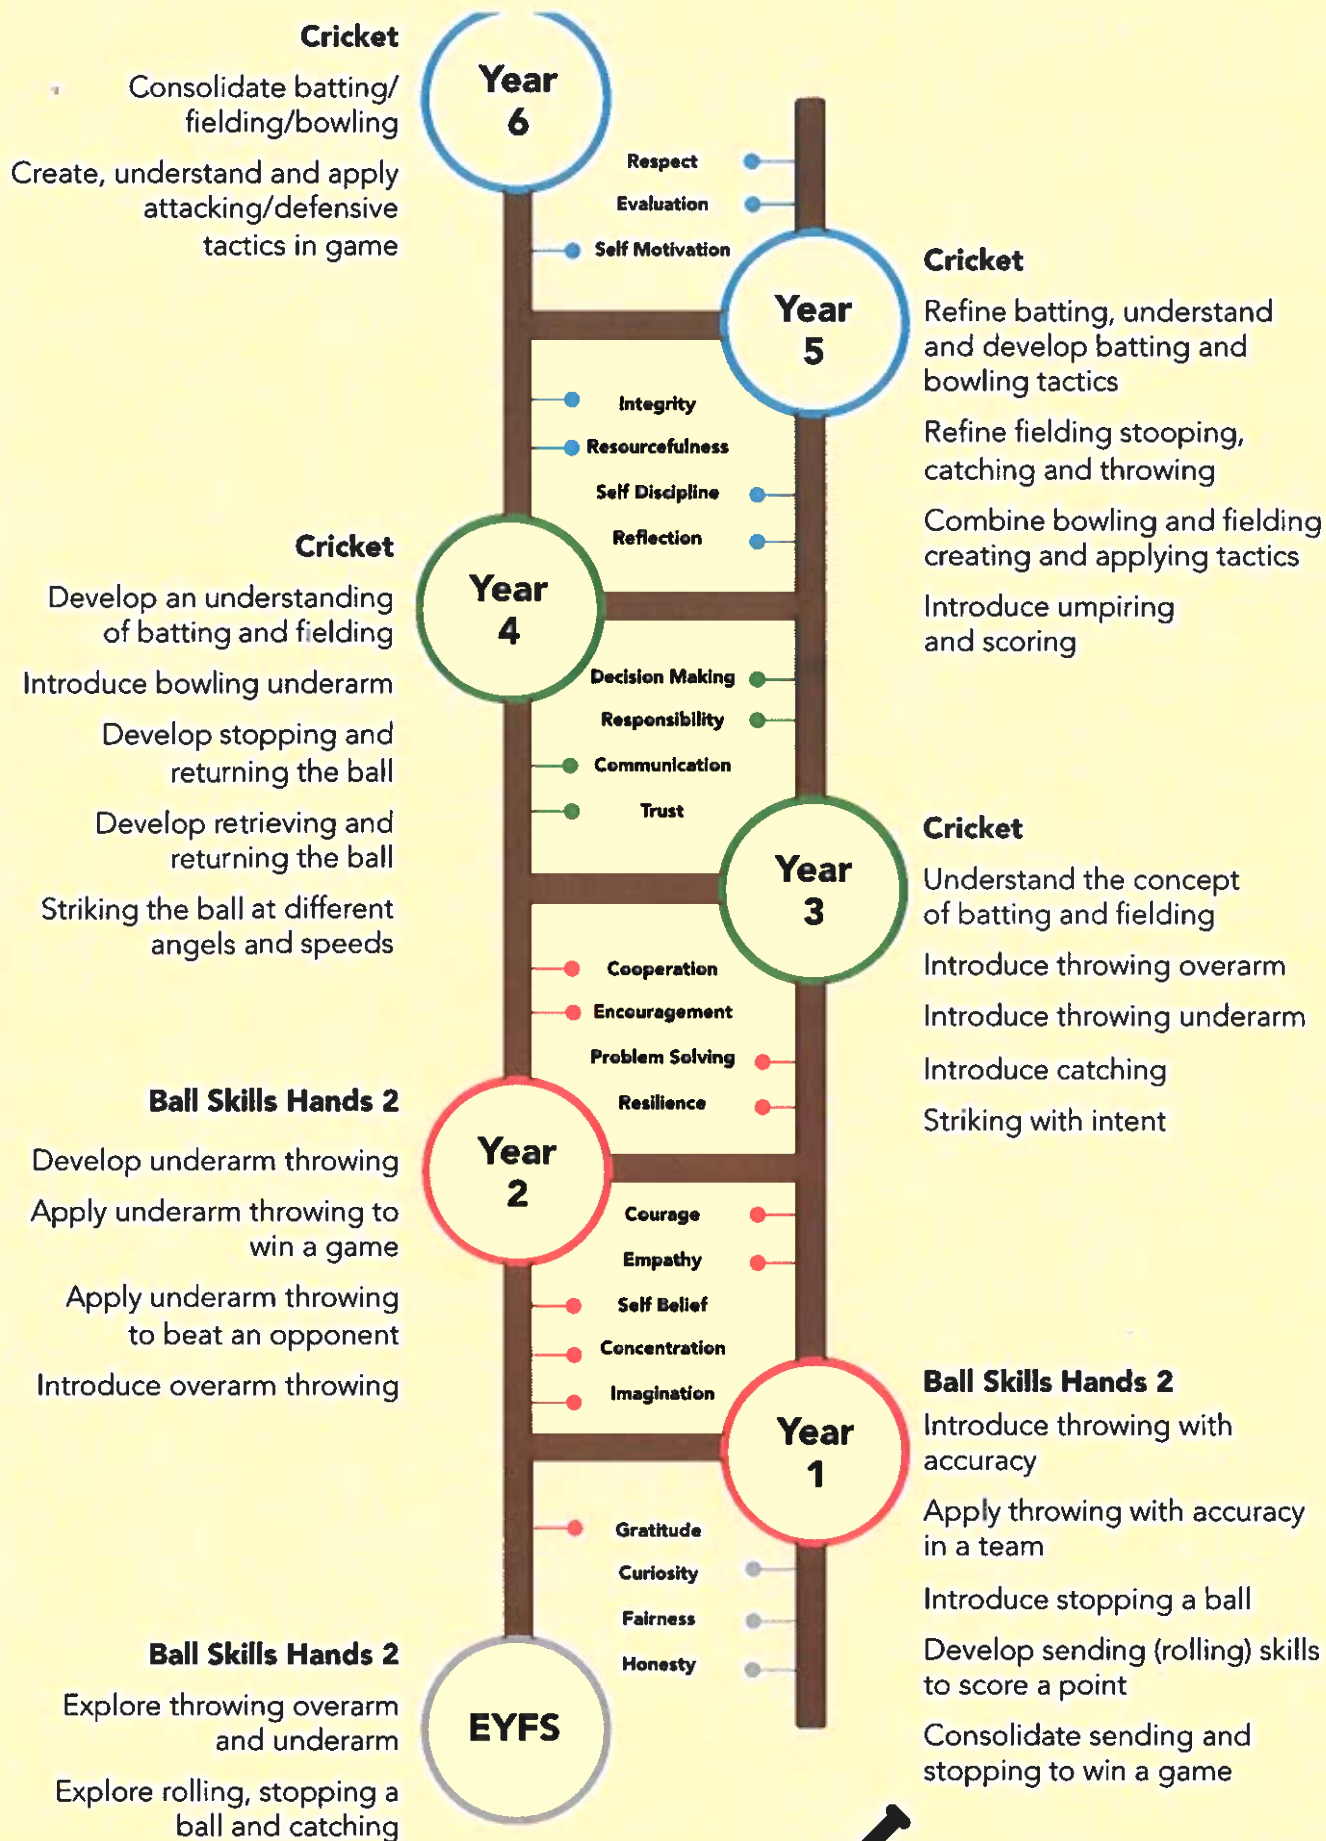 Cricket
Consolidate batting/
fielding/bowling
Create, understand and apply
attacking/defensive
tactics in game
Year
6
Respect
Evaluation
Self Motivation
Year
5
Cricket
Refine batting, understand
and develop batting and
bowling tactics
Refine fielding stooping,
catching and throwing
Combine bowling and fielding
creating and applying tactics
Introduce umpiring
and scoring
Integrity
Resourcefulness
Self Discipline
Reflection
Cricket
Develop an understanding
of batting and fielding
Introduce bowling underarm
Develop stopping and
returning the ball
Develop retrieving and
returning the ball
Striking the ball at different
angels and speeds
Year
4
Decision Making
Responsibility
Communication
Trust
Year
3
Cricket
Understand the concept
of batting and fielding
Introduce throwing overarm
Introduce throwing underarm
Introduce catching
Striking with intent
Cooperation
Encouragement
Problem Solving
Resilience
Ball Skills Hands 2
Develop underarm throwing
Apply underarm throwing to
win a game
Apply underarm throwing
to beat an opponent
Introduce overarm throwing
Year
2
Courage
Empathy
Self Belief
Concentration
Imagination
Year
1
Ball Skills Hands 2
Introduce throwing with
accuracy
Apply throwing with accuracy
in a team
Introduce stopping a ball
Develop sending (rolling) skills
to score a point
Consolidate sending and
stopping to win a game
Gratitude
Curiosity
Fairness
Honesty
Ball Skills Hands 2
Explore throwing overarm
and underarm
Explore rolling, stopping a
ball and catching
EYFS